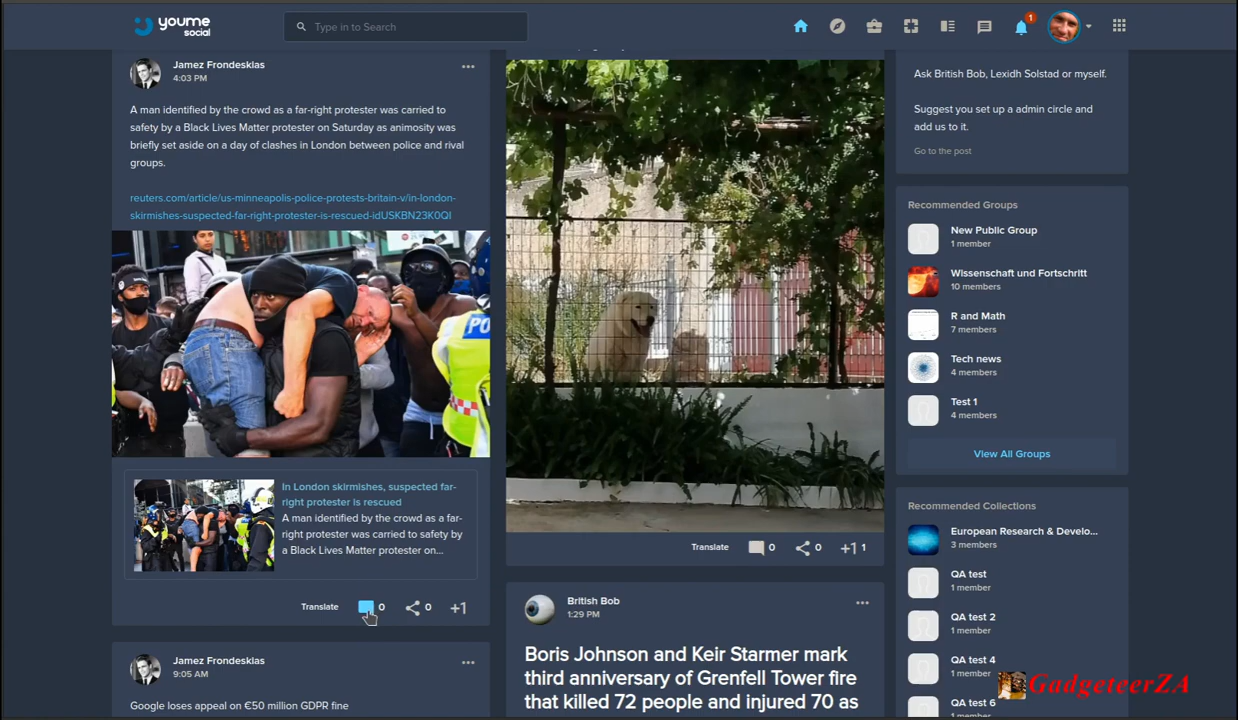 youme
social
Type in to Search
1
Jamez Frondesklas
4:03 PM
A man identified by the crowd as a far-right protester was carried to
safety by a Black Lives Matter protester on Saturday as animosity was
briefly set aside on a day of clashes in London between police and rival
groups.
reuters.com/article/us-minneapolis-police-protests-britain-v/in-london-
skirmishes-suspected-far-right-protester-is-rescued-idUSKBN23K0QI
PO
In London skirmishes, suspected far-
right protester is rescued
A man identified by the crowd as a far-
right protester was carried to safety by
a Black Lives Matter protester on...
Translate 0 0 +1
Jamez Frondesklas
9:05 AM
Google loses appeal on €50 million GDPR fine
Translate 0 0 +1 1
British Bob
1:29 PM
Boris Johnson and Keir Starmer mark
third anniversary of Grenfell Tower fire
that killed 72 people and injured 70 as
Ask British Bob, Lexidh Solstad or myself.
Suggest you set up a admin circle and
add us to it.
Go to the post
Recommended Groups
New Public Group
1 member
Wissenschaft und Fortschritt
10 members
R and Math
7 members
Tech news
4 members
Test 1
4 members
View All Groups
Recommended Collections
European Research & Develo...
3 members
QA test
1 member
QA test 2
1 member
QA test 4
1 member
QA test 6
1 member
GadgeteerZA